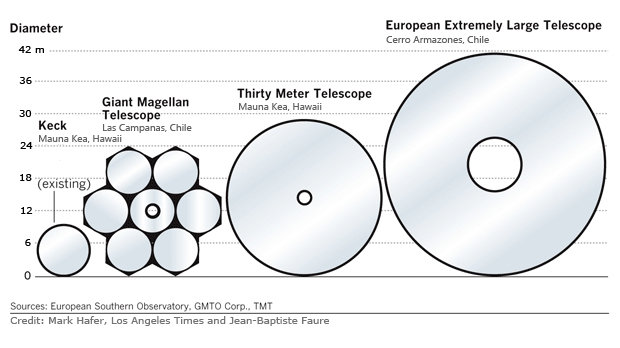 Diameter
European Extremely Large Telescope
Cerro Armazones, Chile
42 m
36
Thirty Meter Telescope
Mauna Kea, Hawaii
Giant Magellan
Telescope
Las Campanas, Chile
30
Keck
Mauna Kea, Hawaii
24
18
(existing)
12
6
0
Sources: European Southern Observatory, GMTO Corp., TMT
Credit: Mark Hafer, Los Angeles Times and Jean-Baptiste Faure